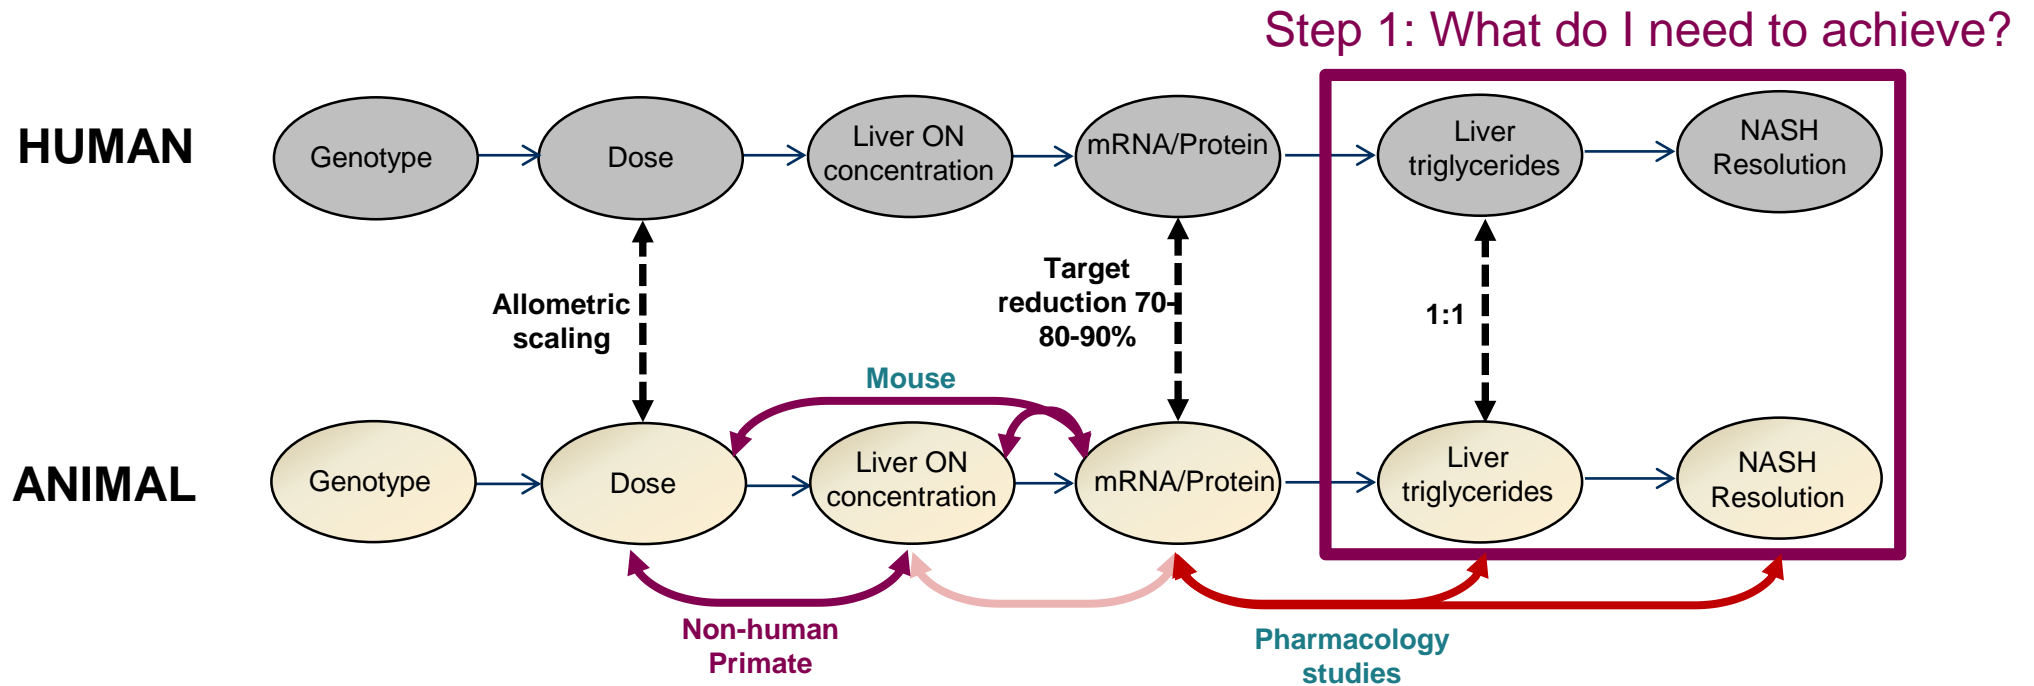 Step 1: What do I need to achieve?
HUMAN
Genotype
Dose
Liver ON
concentration
mRNA/Protein
Liver
triglycerides
NASH
Resolution
Allometric
scaling
Target
reduction 70-
80-90%
1:1
Mouse
ANIMAL
Genotype
Dose
Liver ON
concentration
mRNA/Protein
Liver
triglycerides
NASH
Resolution
Non-human
Primate
Pharmacology
studies